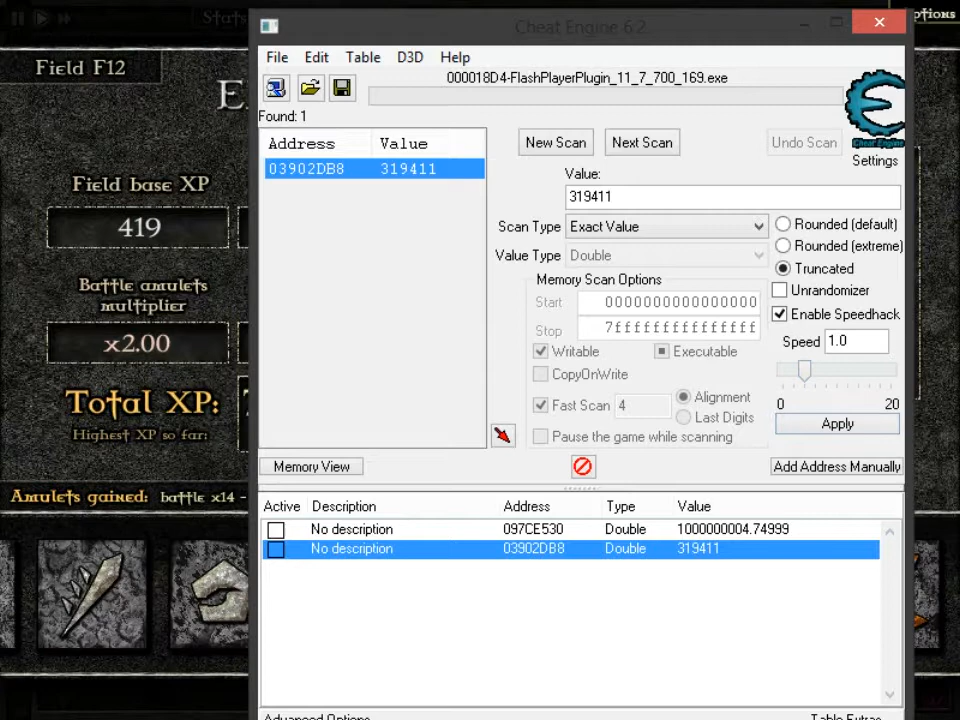 Stats
Cheat Engine 6.2
ptions
File Edit Table D3D Help
Field F12
000018D4-FlashPlayerPlugin_11_7_700_169.exe
E
Found: 1
Address Value
New Scan Next Scan Undo Scan
Cheat Engine
Settings
03902DB8 319411
Value:
319411
Field base XP
419
Scan Type Exact Value
Rounded (default)
Rounded (extreme)
Value Type Double
Truncated
Memory Scan Options
Unrandomizer
Battle amulets
multiplier
x2.00
Start 0000000000000000
Stop 7fffffffffffffff
Enable Speedhack
Speed 1.0
Writable Executable
CopyOnWrite
Fast Scan 4 Alignment
Last Digits
Pause the game while scanning
0 20
Apply
Total XP:
Highest XP so far:
Memory View
Add Address Manually
Amulets gained: battle x14 -
Active Description Address Type Value
No description 097CE530 Double 1000000004.74999
No description 03902DB8 Double 319411
Advanced Options Table Extras